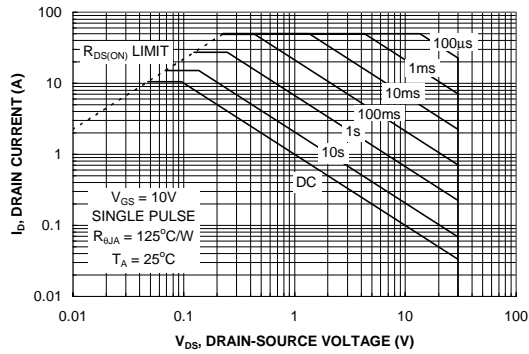 100
10
1
0.1
0.01
I_D, DRAIN CURRENT (A)
R_DS(ON) LIMIT
100µs
1ms
10ms
100ms
1s
10s
DC
V_GS = 10V
SINGLE PULSE
R_θJA = 125°C/W
T_A = 25°C
0.01 0.1 1 10 100
V_DS, DRAIN-SOURCE VOLTAGE (V)